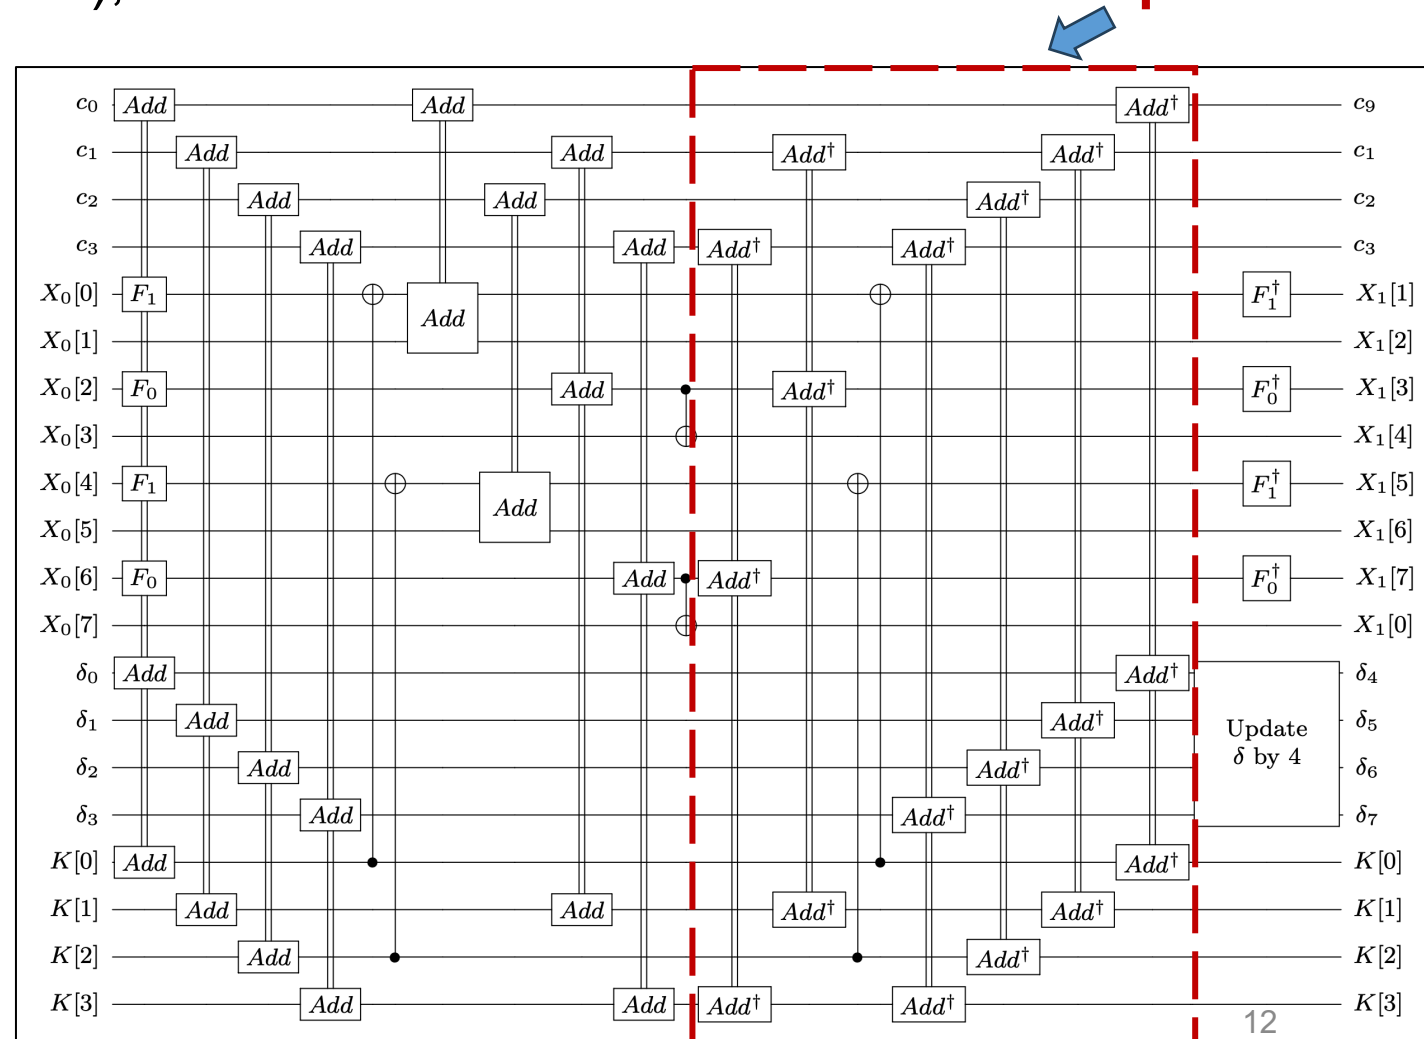 ),
c₀ Add Add Add† c₉
c₁ Add Add Add† Add† c₁
c₂ Add Add Add† c₂
c₃ Add Add Add† Add† c₃
X₀[0] F₁ F₁† X₁[1]
Add
X₀[1] X₁[2]
X₀[2] F₀ Add Add† F₀† X₁[3]
X₀[3] X₁[4]
X₀[4] F₁ F₁† X₁[5]
Add
X₀[5] X₁[6]
X₀[6] F₀ Add Add† F₀† X₁[7]
X₀[7] X₁[0]
δ₀ Add Add† δ₄
δ₁ Add Add† Update δ₅
δ₂ Add Add† δ by 4 δ₆
δ₃ Add Add† δ₇
K[0] Add Add† K[0]
K[1] Add Add Add† Add† K[1]
K[2] Add Add† K[2]
K[3] Add Add Add† Add† K[3]
12